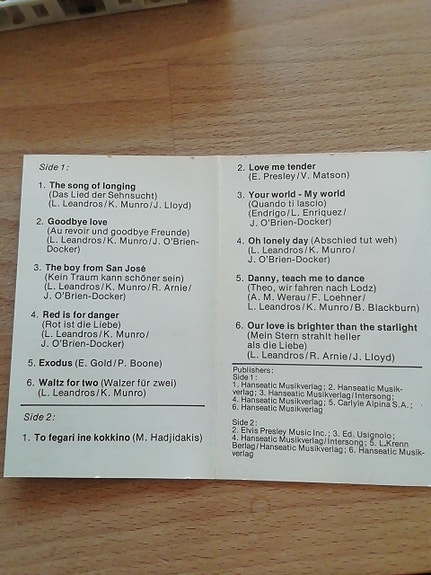 Side 1:
1. The song of longing
(Das Lied der Sehnsucht)
(L. Leandros/K. Munro/J. Lloyd)
2. Goodbye love
(Au revoir und goodbye Freunde)
(L. Leandros/K. Munro/J. O'Brien-
Docker)
3. The boy from San José
(Kein Traum kann schöner sein)
(L. Leandros/K. Munro/R. Arnie/
J. O'Brien-Docker)
4. Red is for danger
(Rot ist die Liebe)
(L. Leandros/K. Munro/
J. O'Brien-Docker)
5. Exodus (E. Gold/P. Boone)
6. Waltz for two (Walzer für zwei)
(L. Leandros/K. Munro)
Side 2:
1. To fegari ine kokkino (M. Hadjidakis)
2. Love me tender
(E. Presley/V. Matson)
3. Your world - My world
(Quando ti lascio)
(Endrigo/L. Enriquez/
J. O'Brien-Docker)
4. Oh lonely day (Abschied tut weh)
(L. Leandros/K. Munro/
J. O'Brien-Docker)
5. Danny, teach me to dance
(Theo, wir fahren nach Lodz)
(A. M. Werau/F. Loehner/
L. Leandros/K. Munro/B. Blackburn)
6. Our love is brighter than the starlight
(Mein Stern strahlt heller
als die Liebe)
(L. Leandros/R. Arnie/J. Lloyd)
Publishers:
Side 1:
1. Hanseatic Musikverlag; 2. Hanseatic Musik-
verlag; 3. Hanseatic Musikverlag/Intersong;
4. Hanseatic Musikverlag; 5. Carlyle Alpina S.A.;
6. Hanseatic Musikverlag
Side 2:
2. Elvis Presley Music Inc.; 3. Ed. Usignolo;
4. Hanseatic Musikverlag/Intersong; 5. L. Krenn
Berlag/Hanseatic Musikverlag; 6. Hanseatic Musik-
verlag